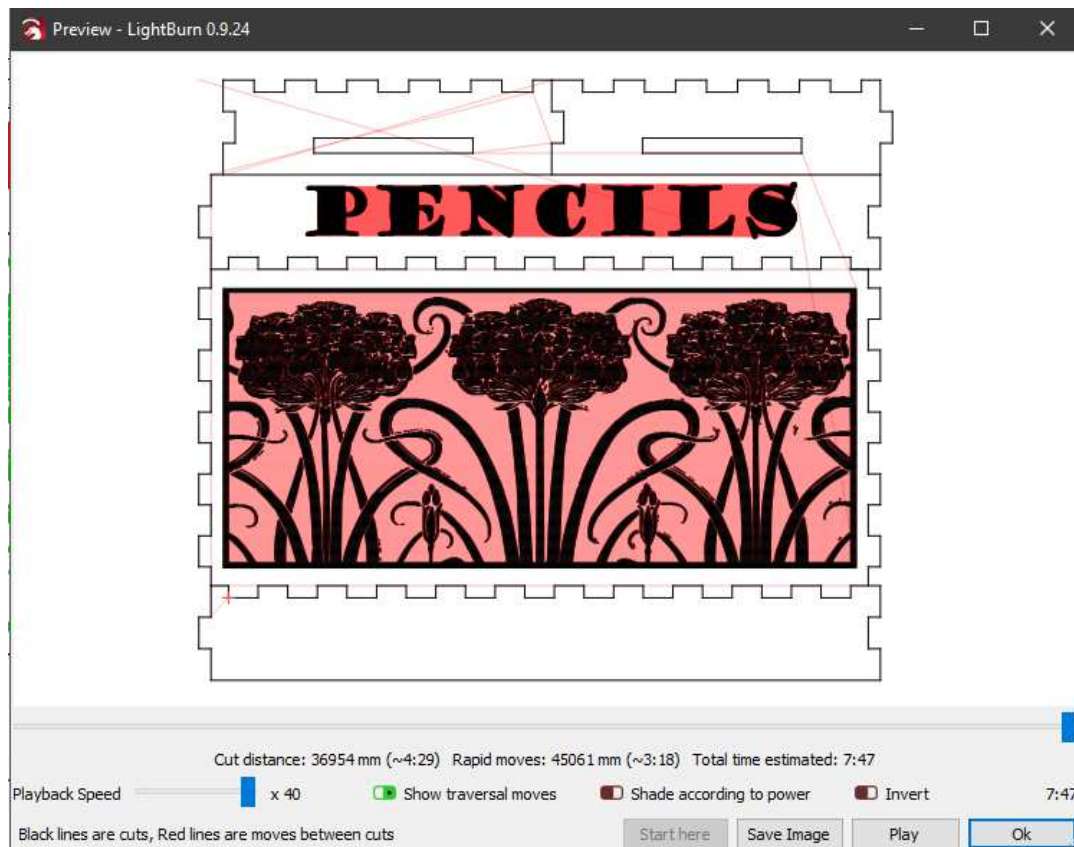 Preview - LightBurn 0.9.24
PENCILS
Cut distance: 36954 mm (~4:29) Rapid moves: 45061 mm (~3:18) Total time estimated: 7:47
Playback Speed x 40 Show traversal moves Shade according to power Invert 7:47
Black lines are cuts, Red lines are moves between cuts Start here Save Image Play Ok